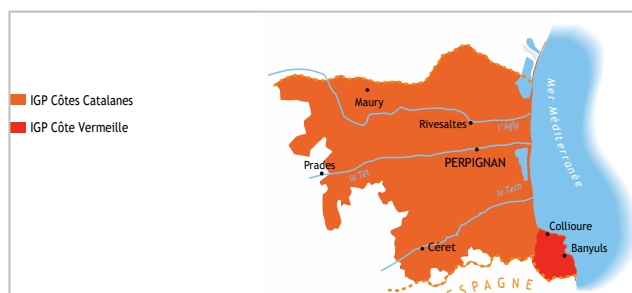 IGP Côtes Catalanes
IGP Côte Vermeille
Maury
Rivesaltes
l'Agly
Mer Méditerranée
PERPIGNAN
Prades
la Têt
le Tech
Collioure
Céret
Banyuls
ESPAGNE